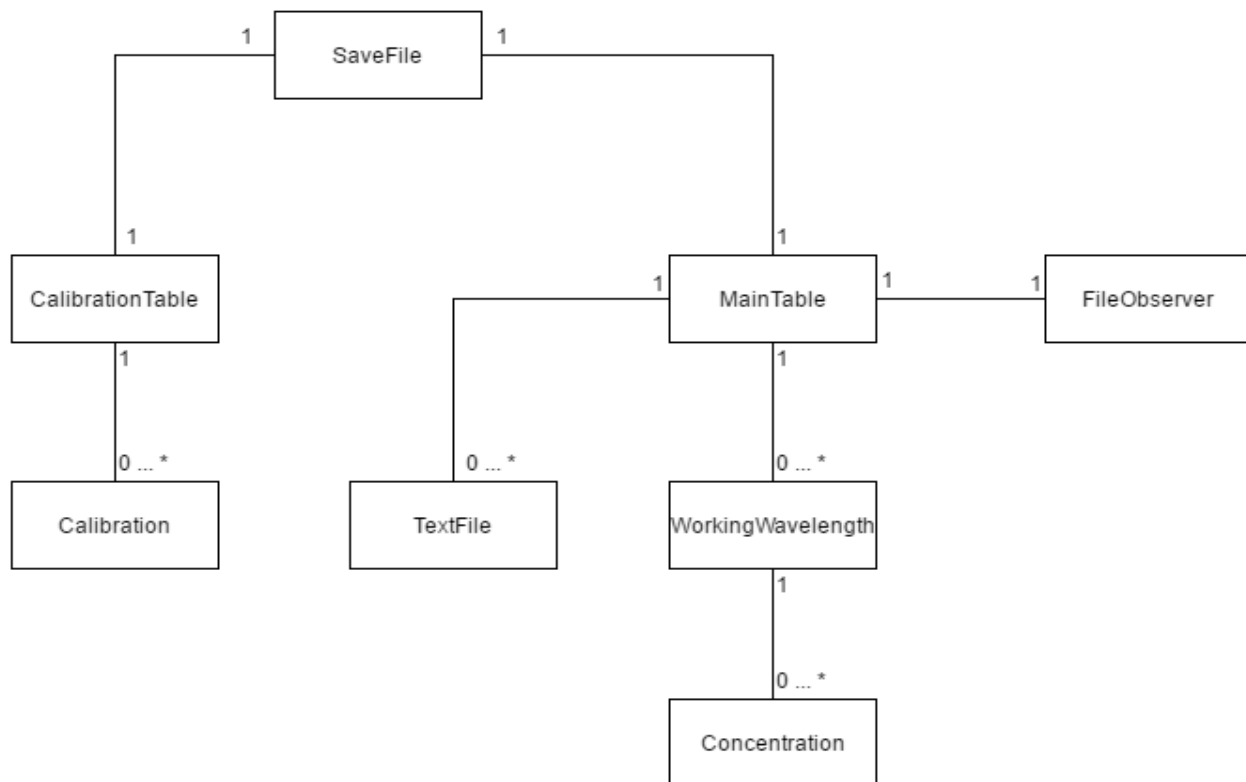 1
SaveFile
1
1
1
CalibrationTable
1
MainTable
1
1
FileObserver
1
1
0 ... *
0 ... *
0 ... *
Calibration
TextFile
WorkingWavelength
1
0 ... *
Concentration